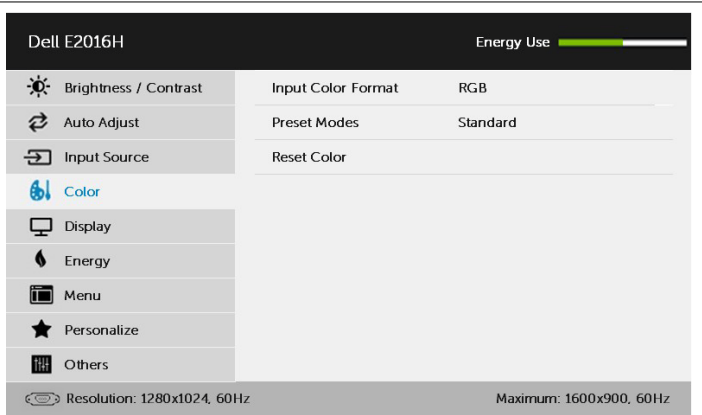 Dell E2016H
Energy Use
Brightness / Contrast
Input Color Format
RGB
Auto Adjust
Preset Modes
Standard
Input Source
Reset Color
Color
Display
Energy
Menu
Personalize
Others
Resolution: 1280x1024, 60Hz
Maximum: 1600x900, 60Hz